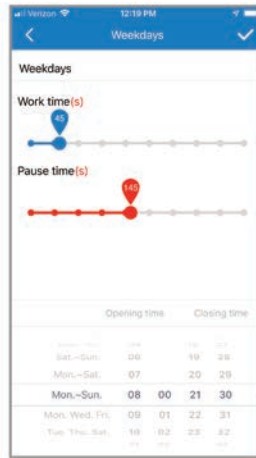 Verizon 12:19 PM
Weekdays
Weekdays
Work time(s)
45
Pause time(s)
145
Opening time Closing time
Sat.~Sun. 06 19 28
Mon.~Sat. 07 20 29
Mon.~Sun. 08 00 21 30
Mon. Wed. Fri. 09 01 22 31
Tue. Thu. Sat. 10 02 23 32